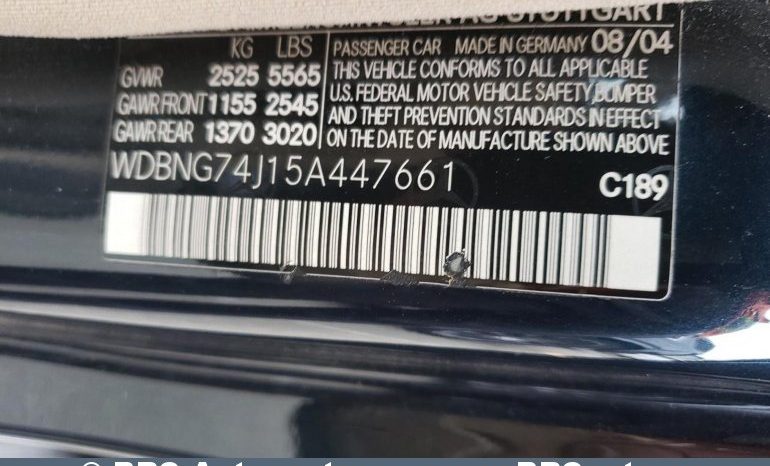 AG STUTTGART
KG LBS
GVWR 2525 5565
GAWR FRONT 1155 2545
GAWR REAR 1370 3020
PASSENGER CAR MADE IN GERMANY 08/04
THIS VEHICLE CONFORMS TO ALL APPLICABLE
U.S. FEDERAL MOTOR VEHICLE SAFETY, BUMPER
AND THEFT PREVENTION STANDARDS IN EFFECT
ON THE DATE OF MANUFACTURE SHOWN ABOVE
WDBNG74J15A447661
C189